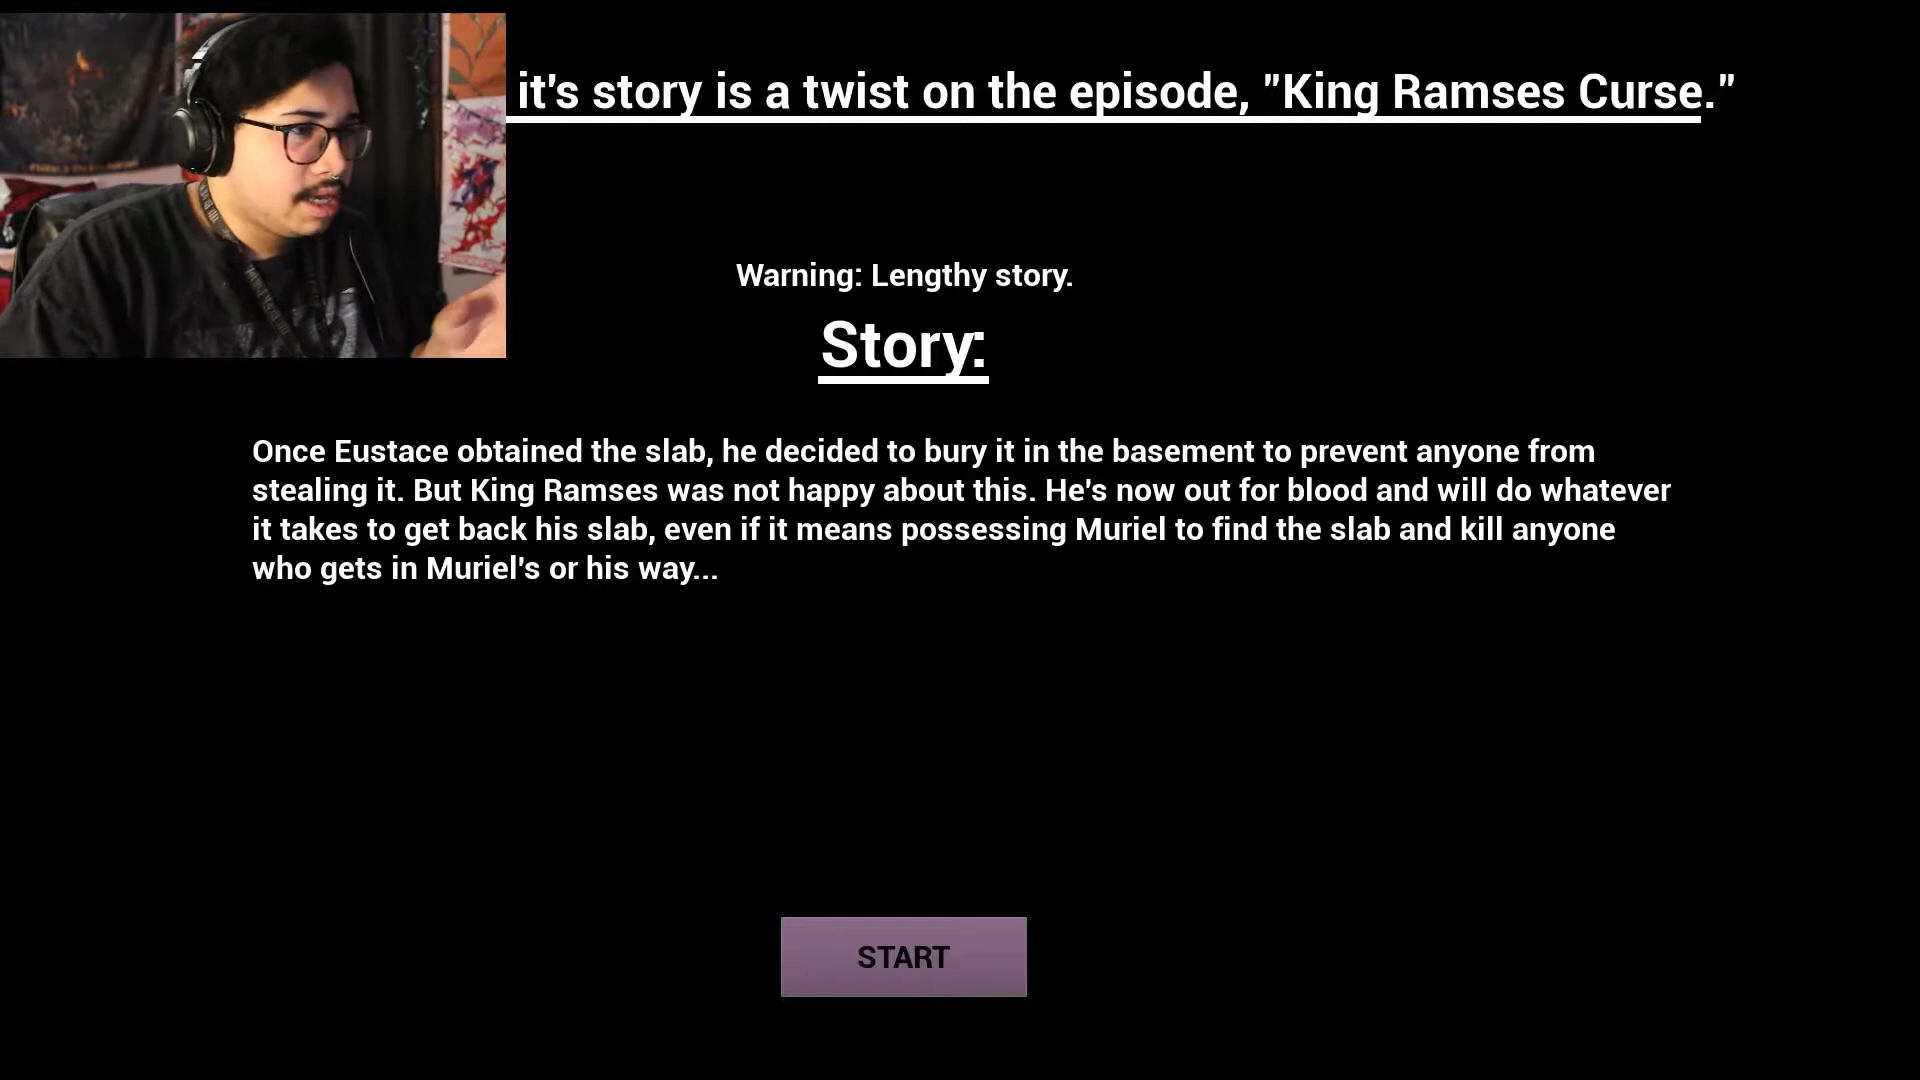 it's story is a twist on the episode, "King Ramses Curse."
Warning: Lengthy story.
Story:
Once Eustace obtained the slab, he decided to bury it in the basement to prevent anyone from
stealing it. But King Ramses was not happy about this. He's now out for blood and will do whatever
it takes to get back his slab, even if it means possessing Muriel to find the slab and kill anyone
who gets in Muriel's or his way...
START